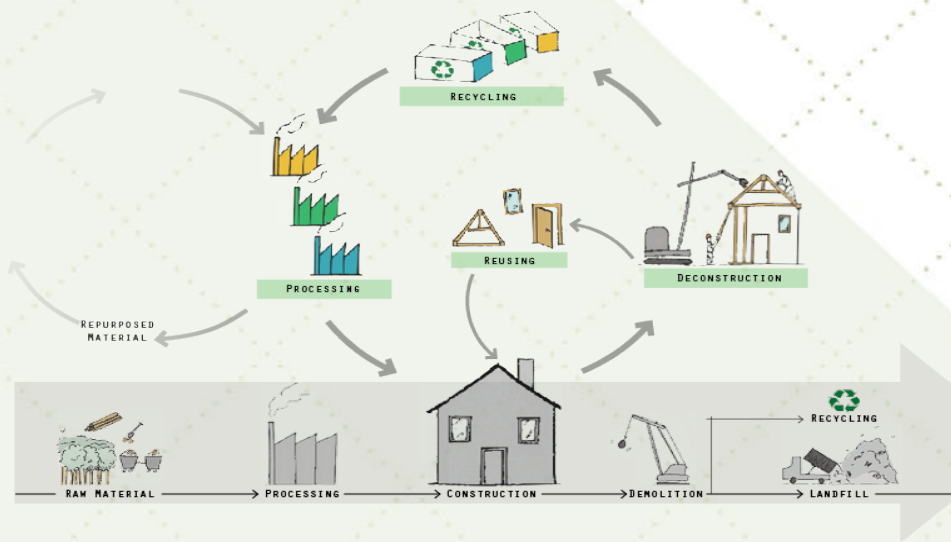 RECYCLING
REUSING
DECONSTRUCTION
PROCESSING
REPURPOSED
MATERIAL
RECYCLING
RAW MATERIAL
PROCESSING
CONSTRUCTION
DEMOLITION
LANDFILL